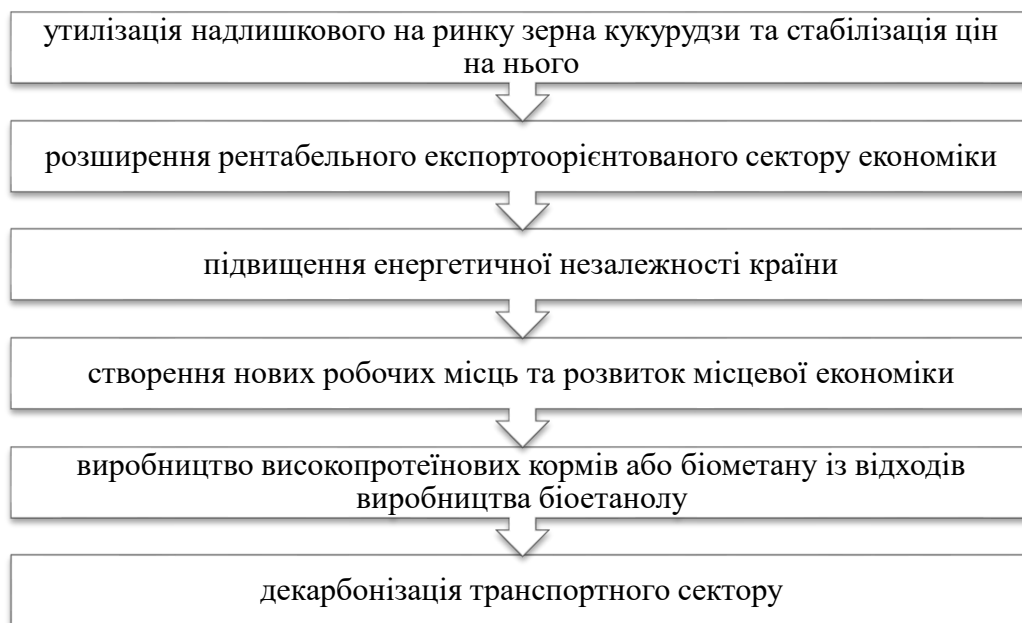 утилізація надлишкового на ринку зерна кукурудзи та стабілізація цін
на нього
розширення рентабельного експортоорієнтованого сектору економіки
підвищення енергетичної незалежності країни
створення нових робочих місць та розвиток місцевої економіки
виробництво високопротеїнових кормів або біометану із відходів
виробництва біоетанолу
декарбонізація транспортного сектору